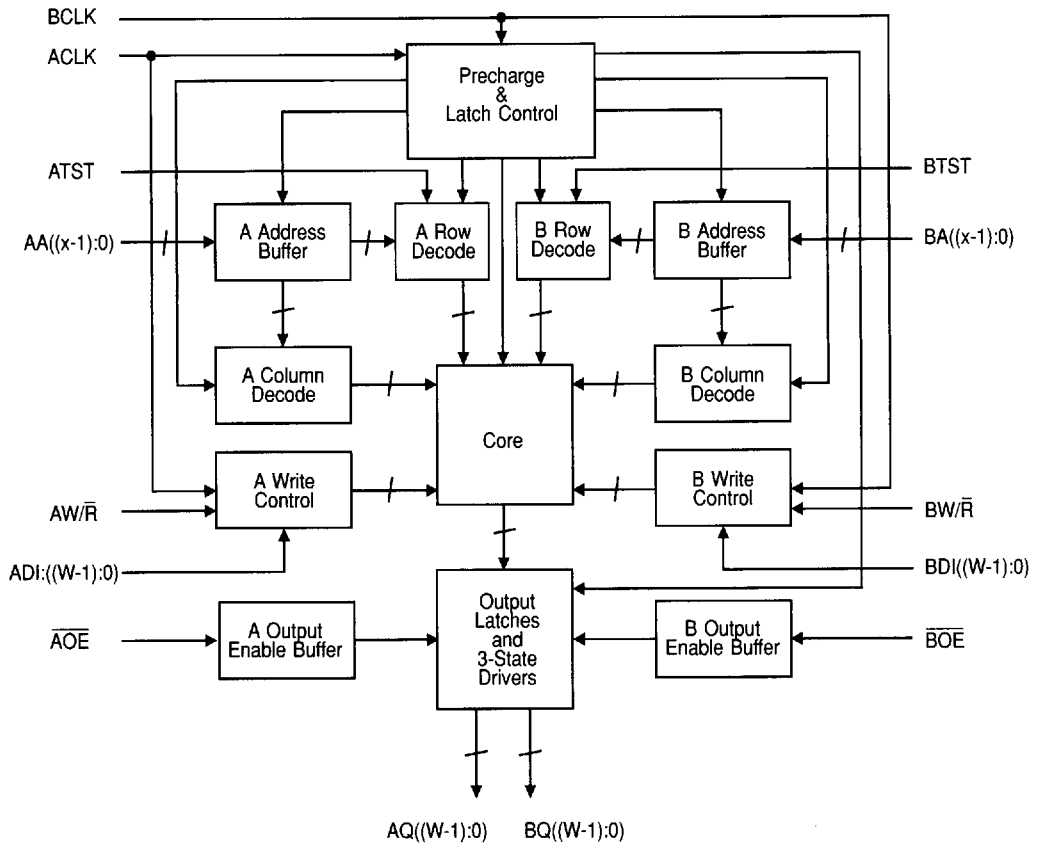 BCLK
ACLK
Precharge
&
Latch Control
ATST
BTST
AA((x-1):0)
A Address
Buffer
A Row
Decode
B Row
Decode
B Address
Buffer
BA((x-1):0)
A Column
Decode
B Column
Decode
Core
A Write
Control
B Write
Control
AW/R̅
BW/R̅
ADI:((W-1):0)
BDI((W-1):0)
Output
Latches
and
3-State
Drivers
A̅O̅E̅
A Output
Enable Buffer
B Output
Enable Buffer
B̅O̅E̅
AQ((W-1):0)
BQ((W-1):0)